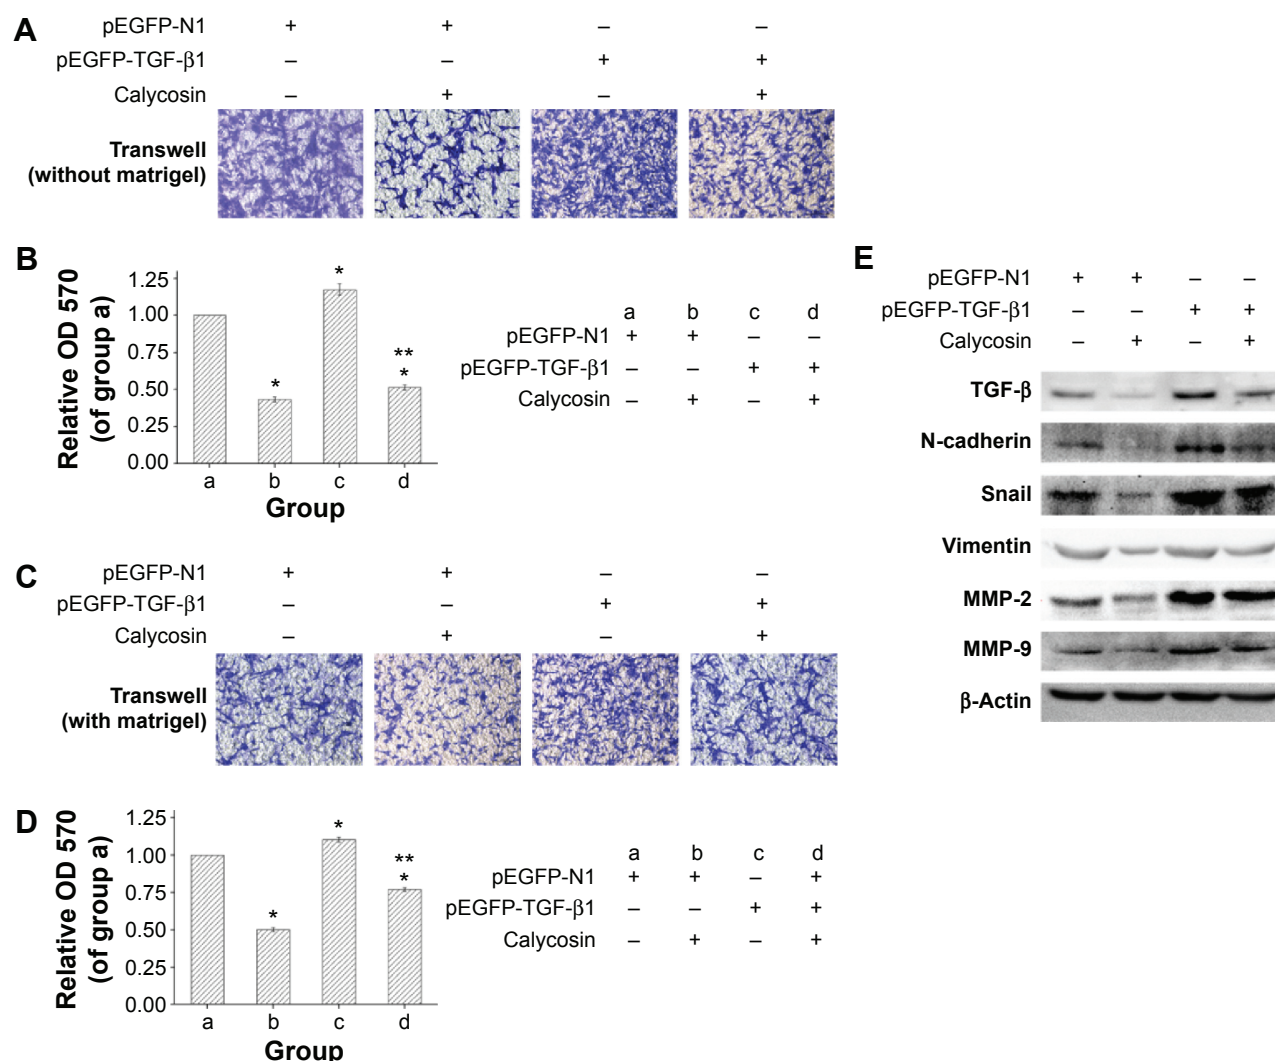 A
pEGFP-N1 + + – –
pEGFP-TGF-β1 – – + +
Calycosin – + – +
Transwell
(without matrigel)
B
Relative OD 570
(of group a)
1.25
1.00
0.75
0.50
0.25
0.00
*
*
**
*
a b c d
Group
a b c d
pEGFP-N1 + + – –
pEGFP-TGF-β1 – – + +
Calycosin – + – +
C
pEGFP-N1 + + – –
pEGFP-TGF-β1 – – + +
Calycosin – + – +
Transwell
(with matrigel)
D
Relative OD 570
(of group a)
1.25
1.00
0.75
0.50
0.25
0.00
*
*
**
*
a b c d
Group
a b c d
pEGFP-N1 + + – +
pEGFP-TGF-β1 – – + +
Calycosin – + – +
E
pEGFP-N1 + + – –
pEGFP-TGF-β1 – – + +
Calycosin – + – +
TGF-β
N-cadherin
Snail
Vimentin
MMP-2
MMP-9
β-Actin